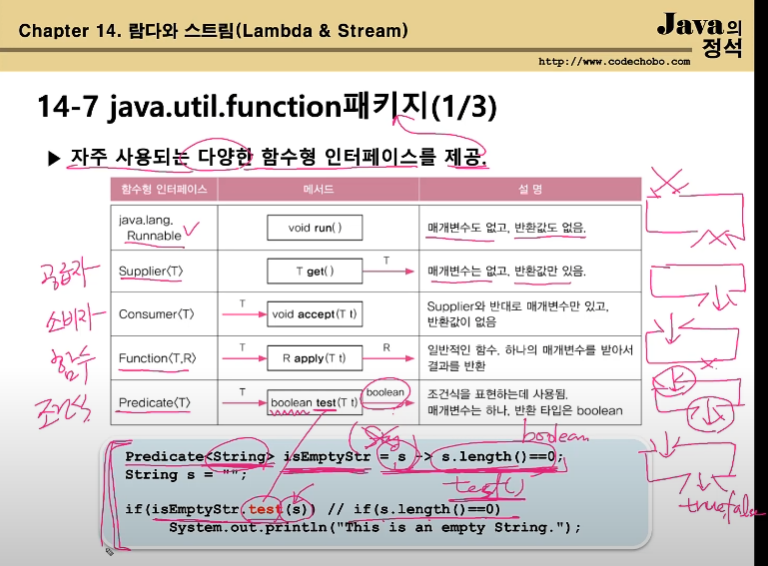 Chapter 14. 람다와 스트림(Lambda & Stream)
Java의 정석
http://www.codechobo.com
14-7 java.util.function패키지(1/3)
▶ 자주 사용되는 다양한 함수형 인터페이스를 제공.
함수형 인터페이스 메서드 설 명
java.lang.
Runnable
void run()
매개변수도 없고, 반환값도 없음.
공급자
Supplier〈T〉
T get()
T
매개변수는 없고, 반환값만 있음.
소비자
Consumer〈T〉
T
void accept(T t)
Supplier와 반대로 매개변수만 있고,
반환값이 없음
함수
Function〈T,R〉
T
R apply(T t)
R
일반적인 함수. 하나의 매개변수를 받아서
결과를 반환
조건식
Predicate〈T〉
T
boolean test(T t)
boolean
조건식을 표현하는데 사용됨.
매개변수는 하나, 반환 타입은 boolean
boolean
Predicate<String> isEmptyStr = s -> s.length()==0;
String s = "";
test()
if(isEmptyStr.test(s)) // if(s.length()==0)
System.out.println("This is an empty String.");
true, false